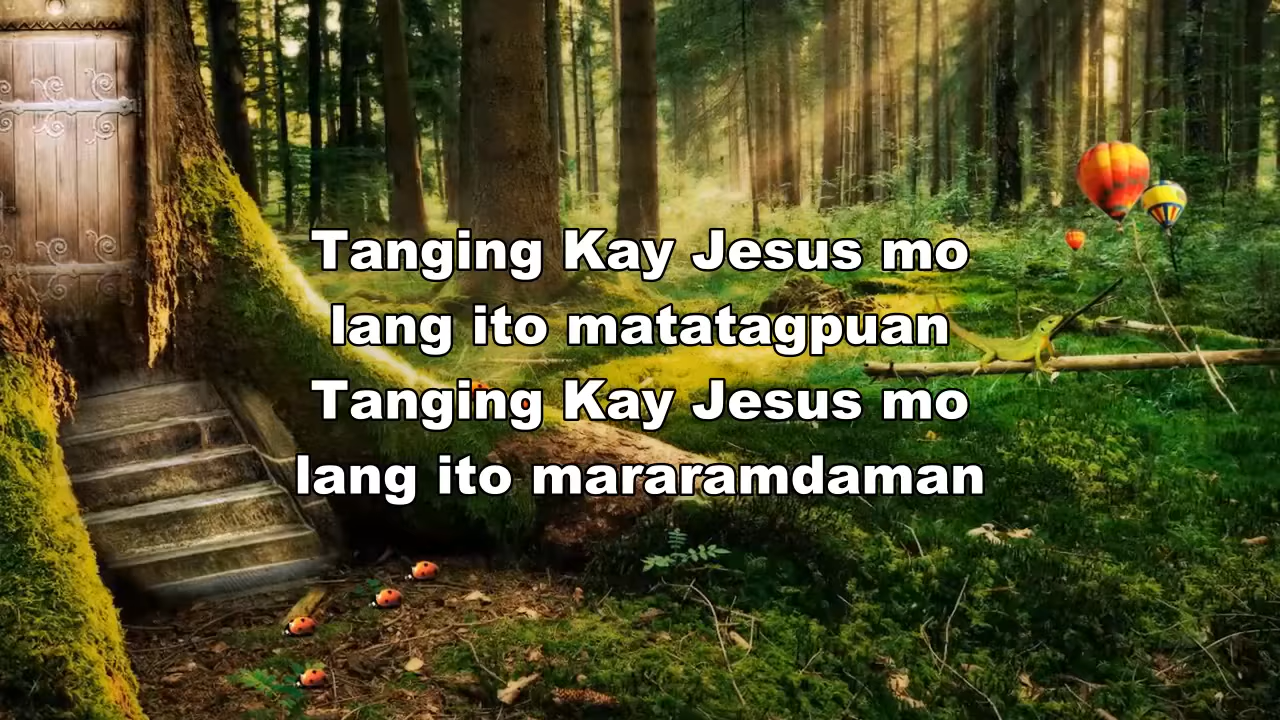 Tanging Kay Jesus mo
lang ito matatagpuan
Tanging Kay Jesus mo
lang ito mararamdaman